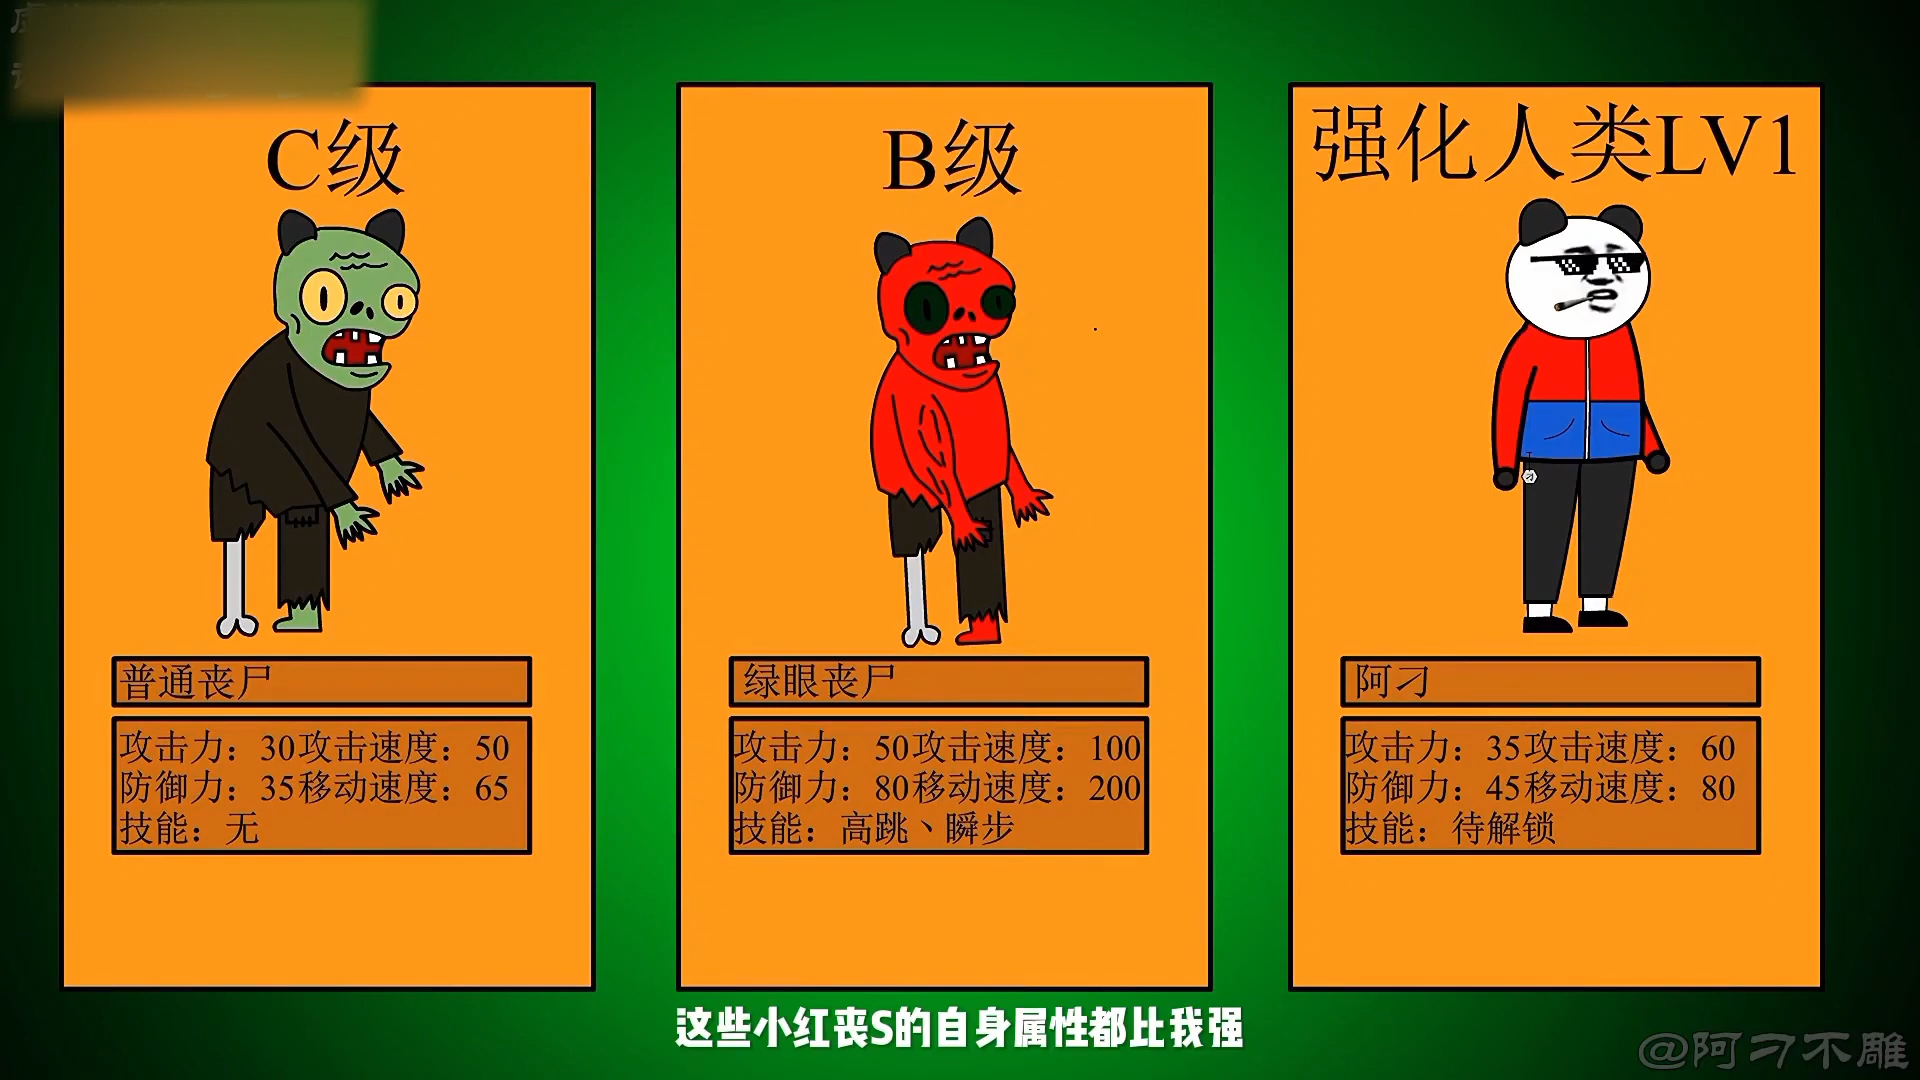 C级
普通丧尸
攻击力：30攻击速度：50
防御力：35移动速度：65
技能：无
B级
绿眼丧尸
攻击力：50攻击速度：100
防御力：80移动速度：200
技能：高跳、瞬步
强化人类LV1
阿刁
攻击力：35攻击速度：60
防御力：45移动速度：80
技能：待解锁
这些小红丧S的自身属性都比我强
@阿刁不雕